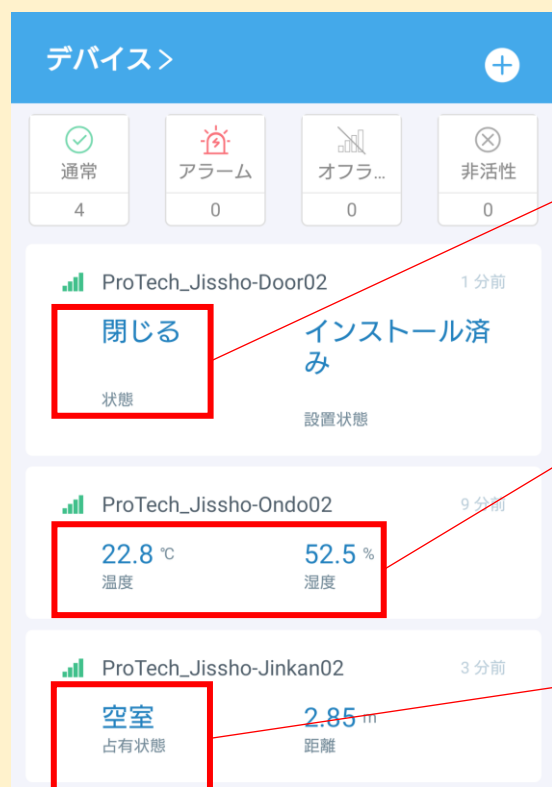 デバイス >
通常 アラーム オフラ... 非活性
4 0 0 0
ProTech_Jissho-Door02 1 分前
閉じる インストール済
み
状態
設置状態
ProTech_Jissho-Ondo02 9 分前
22.8 ℃ 52.5 %
温度 湿度
ProTech_Jissho-Jinkan02 3 分前
空室 2.85 m
占有状態 距離